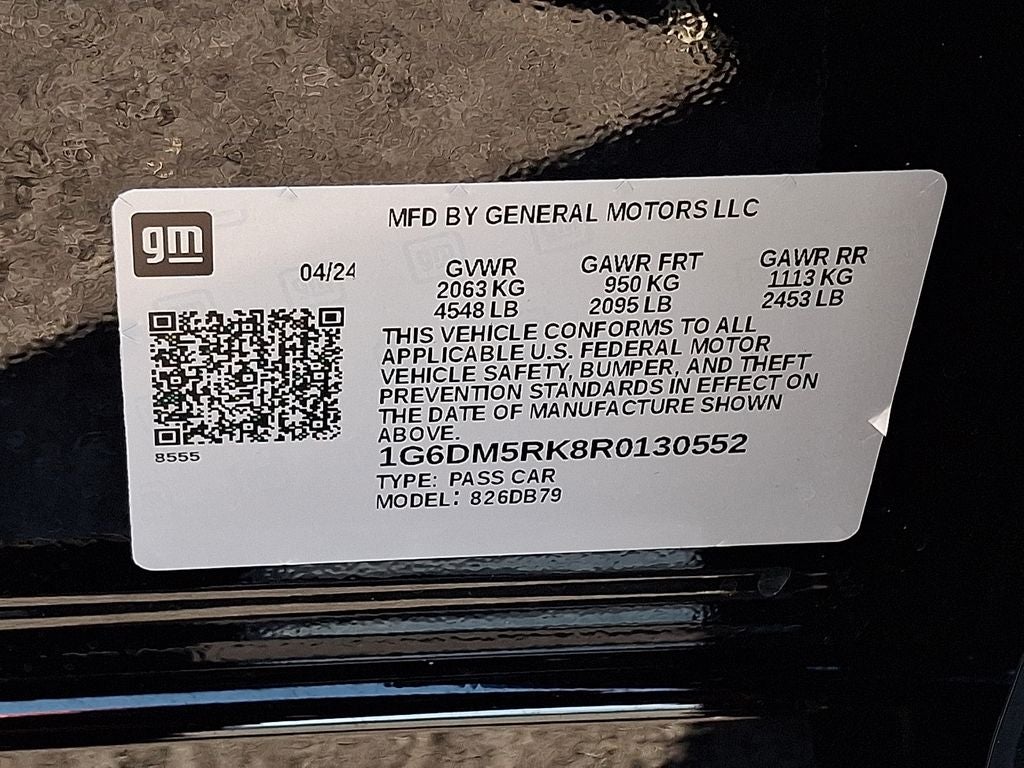 gm
MFD BY GENERAL MOTORS LLC
04/24
GVWR GAWR FRT GAWR RR
2063 KG 950 KG 1113 KG
4548 LB 2095 LB 2453 LB
THIS VEHICLE CONFORMS TO ALL
APPLICABLE U.S. FEDERAL MOTOR
VEHICLE SAFETY, BUMPER, AND THEFT
PREVENTION STANDARDS IN EFFECT ON
THE DATE OF MANUFACTURE SHOWN
ABOVE.
8555
1G6DM5RK8R0130552
TYPE: PASS CAR
MODEL: 826DB79